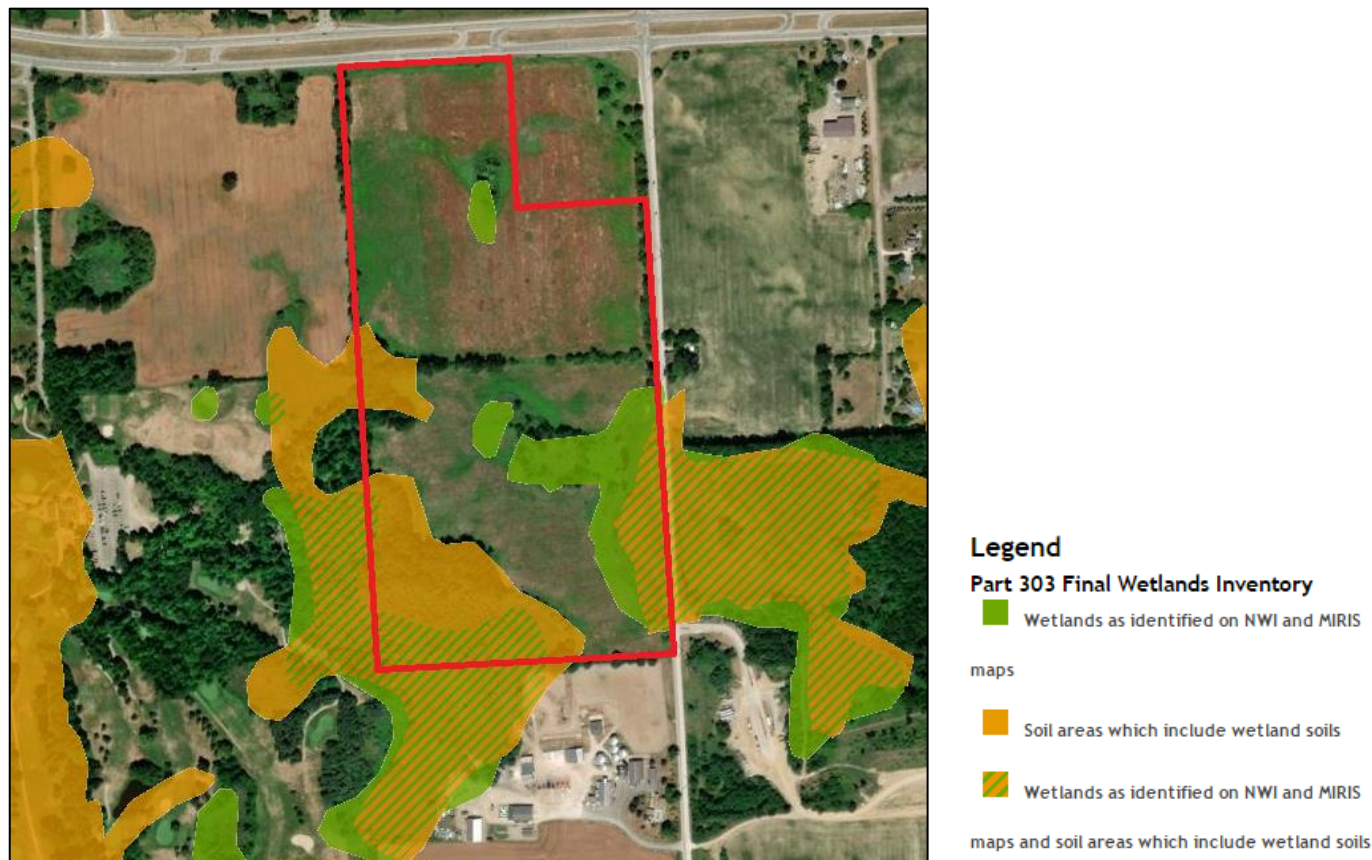 Legend
Part 303 Final Wetlands Inventory
Wetlands as identified on NWI and MIRIS
maps
Soil areas which include wetland soils
Wetlands as identified on NWI and MIRIS
maps and soil areas which include wetland soils